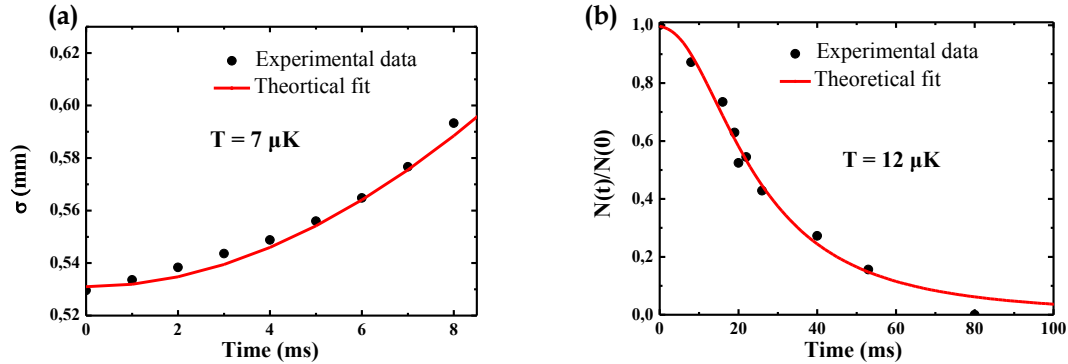 (a)
σ (mm)
0,62
0,60
0,58
0,56
0,53
0,52
Experimental data
Theortical fit
T = 7 µK
0
2
4
6
8
Time (ms)
(b)
N(t)/N(0)
1,0
0,8
0,6
0,4
0,2
0,0
Experimental data
Theoretical fit
T = 12 µK
0
20
40
60
80
100
Time (ms)